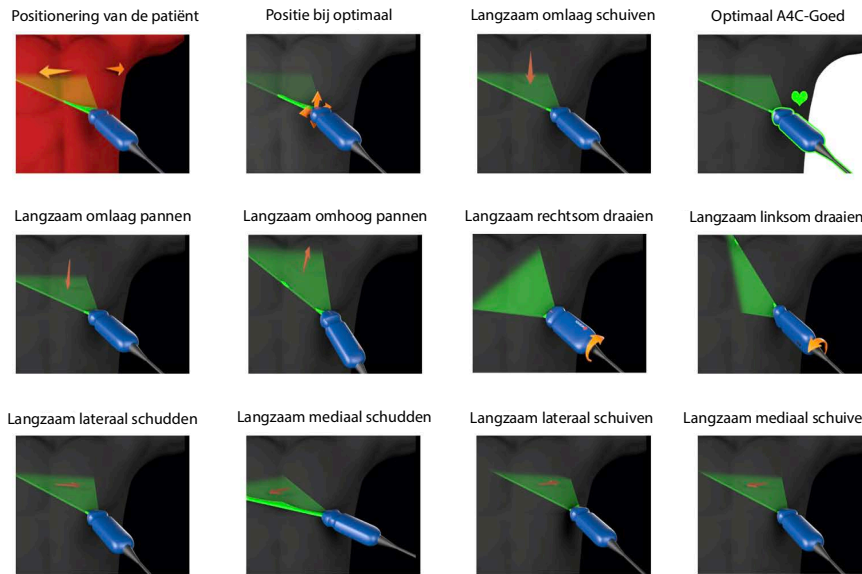 Positionering van de patiënt
Positie bij optimaal
Langzaam omlaag schuiven
Optimaal A4C-Goed
Langzaam omlaag pannen
Langzaam omhoog pannen
Langzaam rechtsom draaien
Langzaam linksom draaien
Langzaam lateraal schudden
Langzaam mediaal schudden
Langzaam lateraal schuiven
Langzaam mediaal schuive